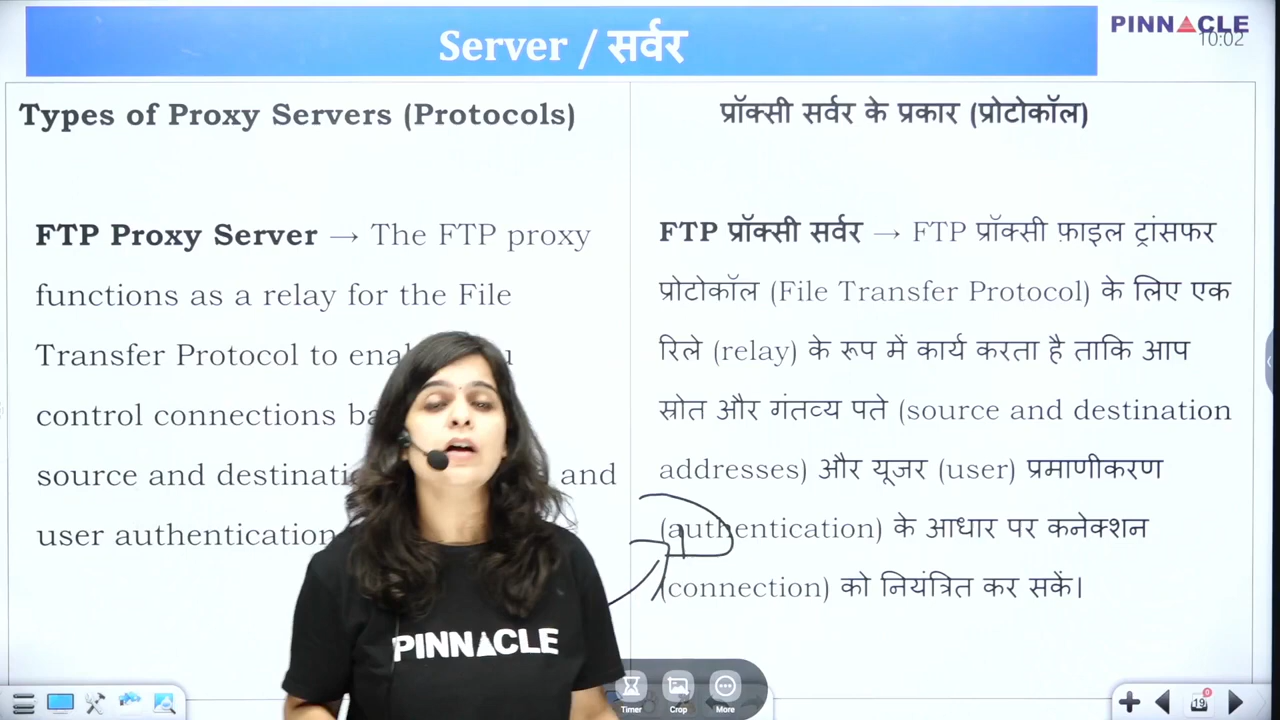 Server / सर्वर
PINNACLE
10:02
Types of Proxy Servers (Protocols)
FTP Proxy Server → The FTP proxy
functions as a relay for the File
Transfer Protocol to
control connections
source and and
user authentication
प्रॉक्सी सर्वर के प्रकार (प्रोटोकॉल)
FTP प्रॉक्सी सर्वर → FTP प्रॉक्सी फ़ाइल ट्रांसफर
प्रोटोकॉल (File Transfer Protocol) के लिए एक
रिले (relay) के रूप में कार्य करता है ताकि आप
स्रोत और गंतव्य पते (source and destination
addresses) और यूजर (user) प्रमाणीकरण
(authentication) के आधार पर कनेक्शन
(connection) को नियंत्रित कर सकें।
PINNACLE
Timer
Crop
More
19
0